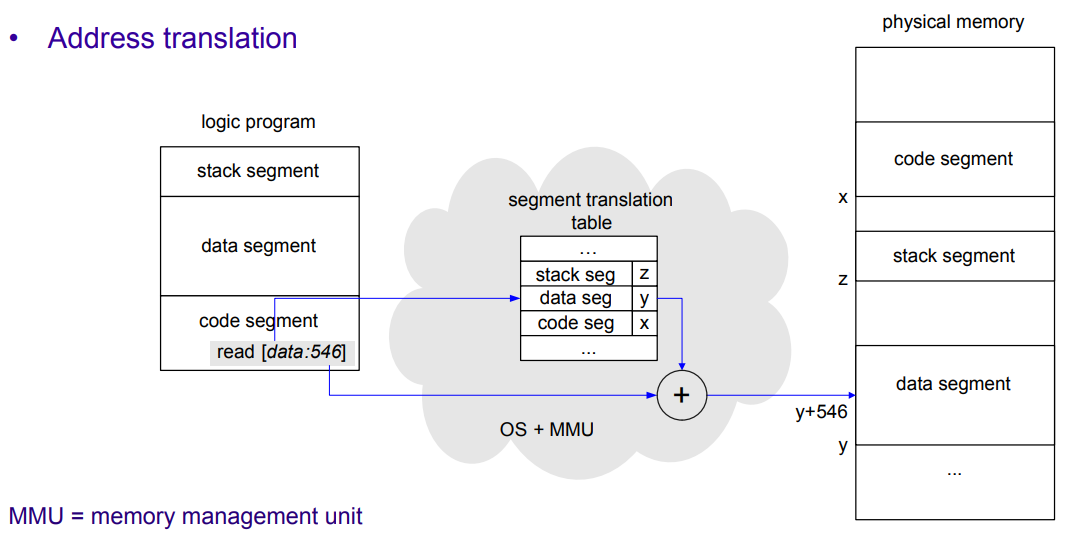 • Address translation
physical memory
logic program
stack segment
data segment
code segment
read [data:546]
segment translation
table
...
stack seg z
data seg y
code seg x
...
+
OS + MMU
code segment
x
stack segment
z
data segment
y+546
y
...
MMU = memory management unit